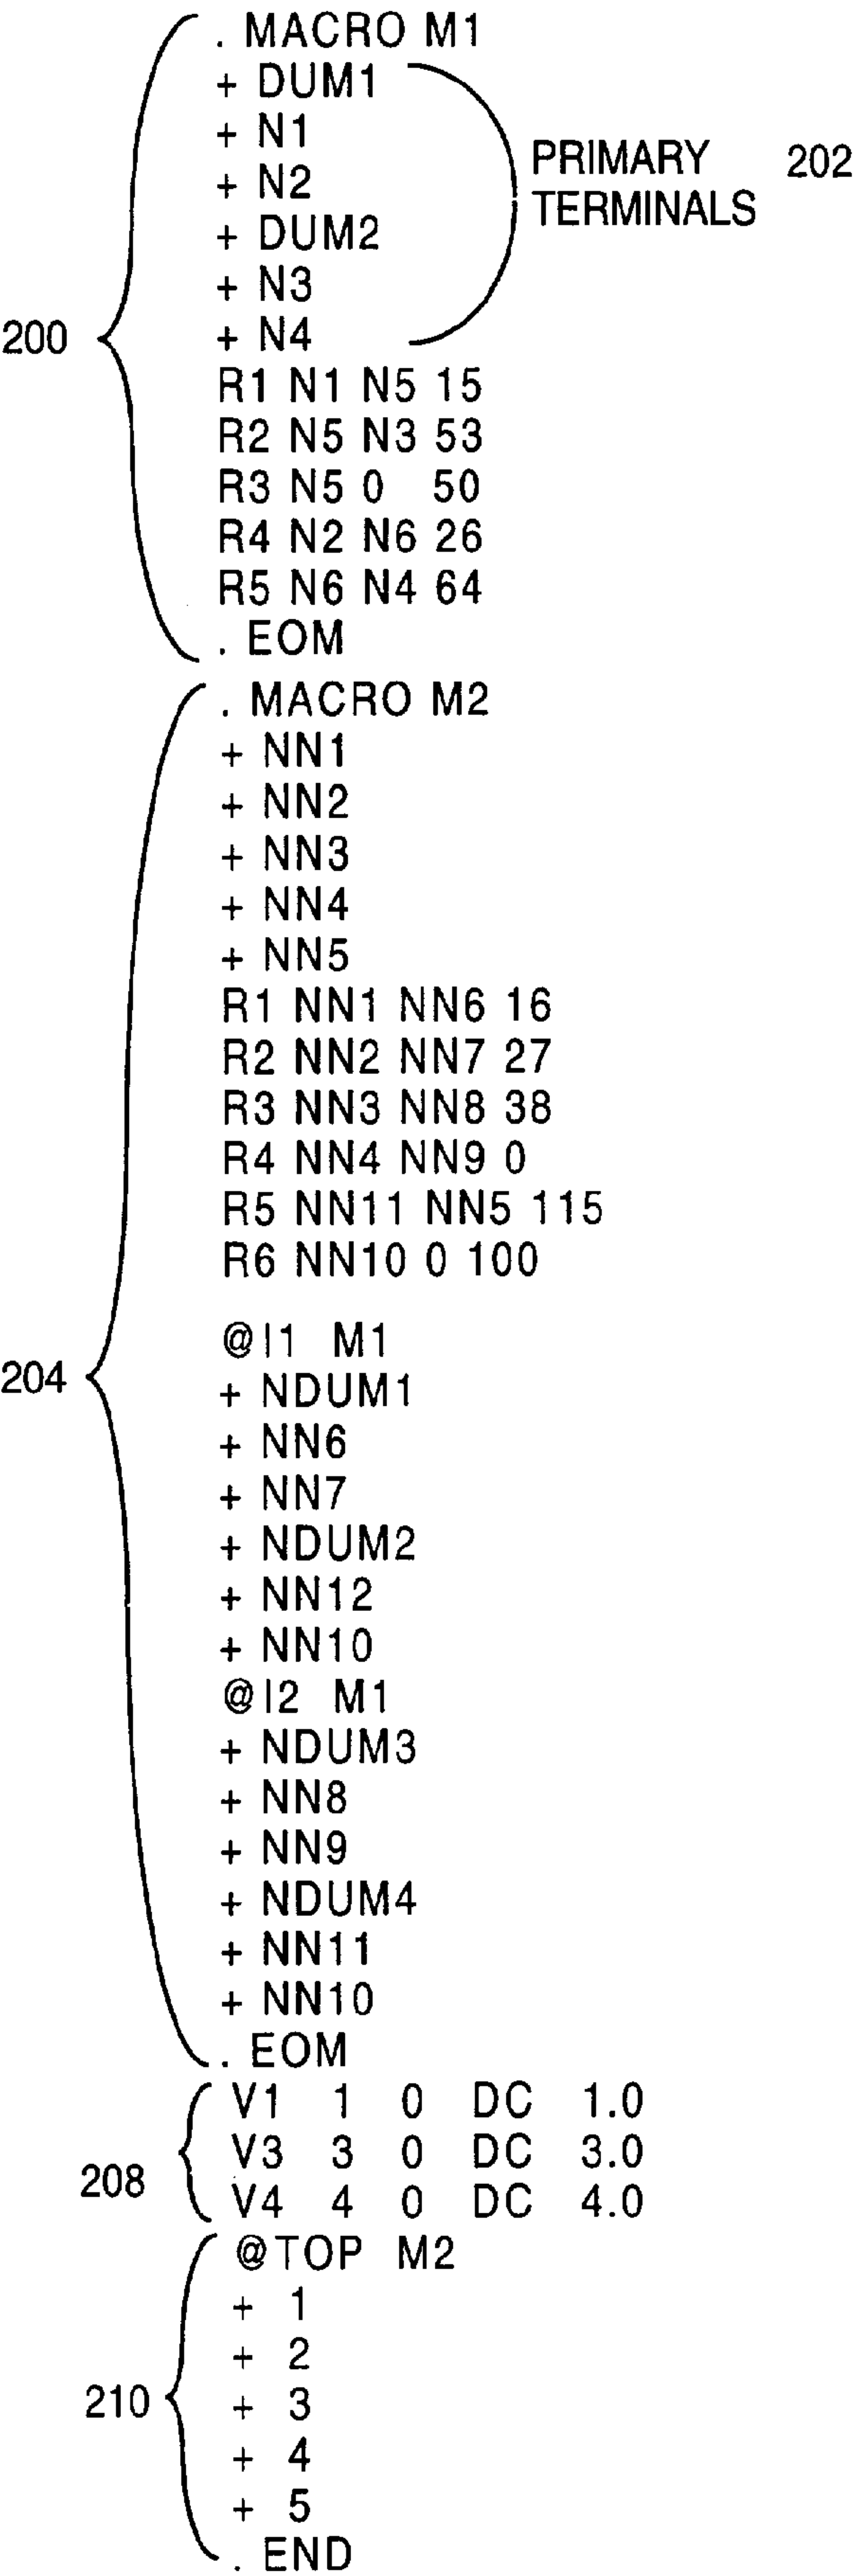 . MACRO M1
+ DUM1
+ N1
PRIMARY 202
+ N2
TERMINALS
+ DUM2
+ N3
200
+ N4
R1 N1 N5 15
R2 N5 N3 53
R3 N5 0 50
R4 N2 N6 26
R5 N6 N4 64
. EOM
. MACRO M2
+ NN1
+ NN2
+ NN3
+ NN4
+ NN5
R1 NN1 NN6 16
R2 NN2 NN7 27
R3 NN3 NN8 38
R4 NN4 NN9 0
R5 NN11 NN5 115
R6 NN10 0 100
@I1 M1
204
+ NDUM1
+ NN6
+ NN7
+ NDUM2
+ NN12
+ NN10
@I2 M1
+ NDUM3
+ NN8
+ NN9
+ NDUM4
+ NN11
+ NN10
. EOM
V1 1 0 DC 1.0
V3 3 0 DC 3.0
208
V4 4 0 DC 4.0
@TOP M2
+ 1
+ 2
210
+ 3
+ 4
+ 5
. END